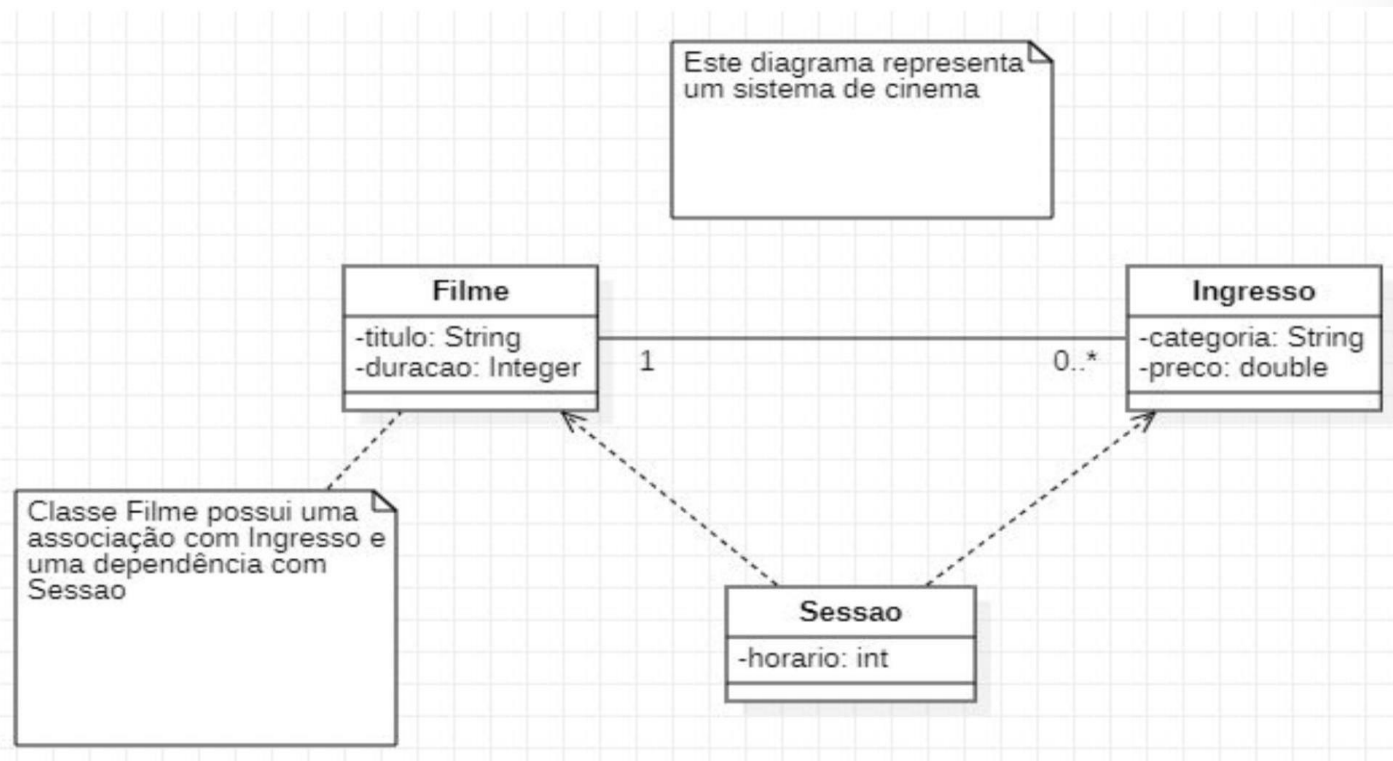 Este diagrama representa
um sistema de cinema
Filme
-titulo: String
-duracao: Integer
1
0..*
Ingresso
-categoria: String
-preco: double
Classe Filme possui uma
associação com Ingresso e
uma dependência com
Sessao
Sessao
-horario: int